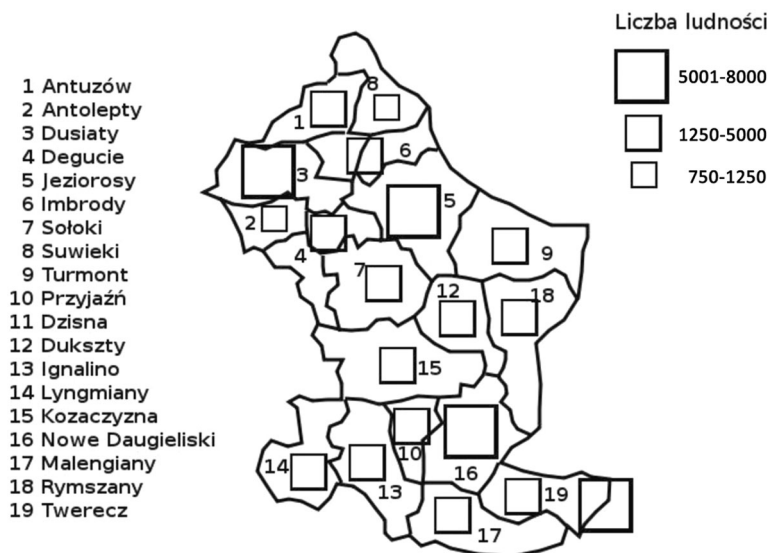 Liczba ludności
5001-8000
1250-5000
750-1250
1 Antuzów
2 Antolepty
3 Dusiaty
4 Degucie
5 Jeziorosy
6 Imbrody
7 Sołoki
8 Suwieki
9 Turmont
10 Przyjaźń
11 Dzisna
12 Dukszty
13 Ignalino
14 Lyngmiany
15 Kozaczyzna
16 Nowe Daugieliski
17 Malengiany
18 Rymszany
19 Twerecz
8
1
6
3
5
2
4
9
7
12
18
15
10
14
16
13
19
17